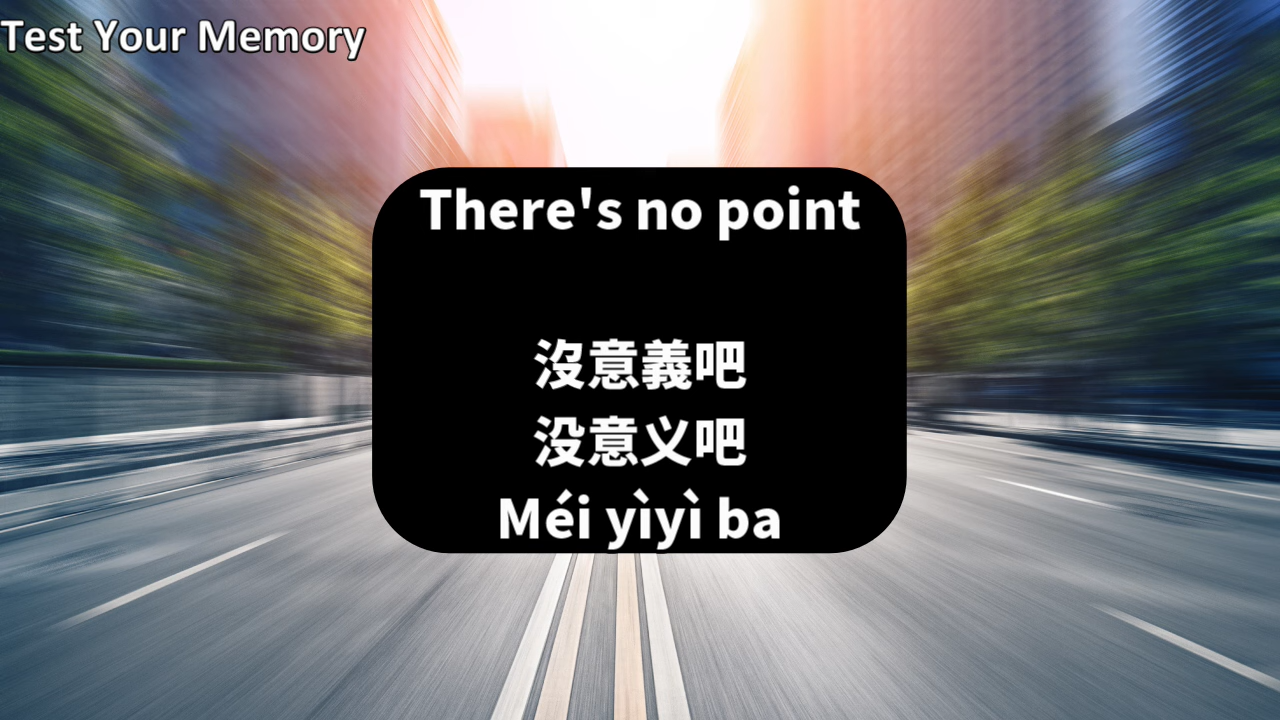 Test Your Memory
There's no point
沒意義吧
没意义吧
Méi yìyì ba